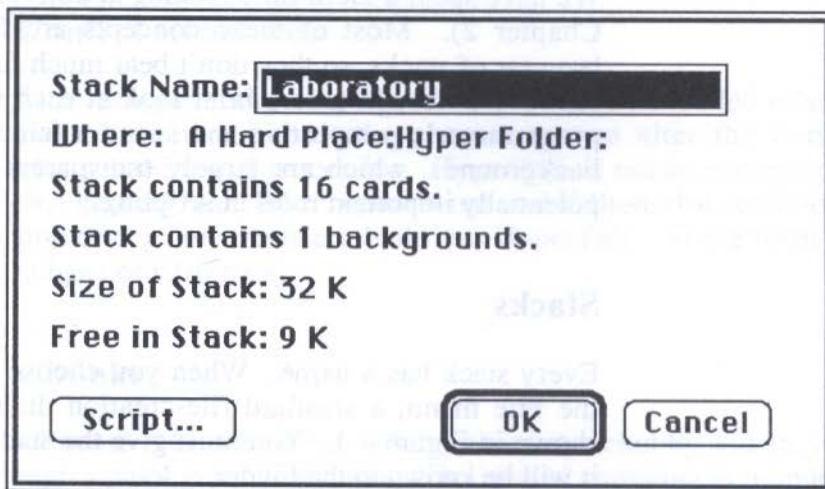 Stack Name: Laboratory
Where: A Hard Place:Hyper Folder:
Stack contains 16 cards.
Stack contains 1 backgrounds.
Size of Stack: 32 K
Free in Stack: 9 K
Script... OK Cancel